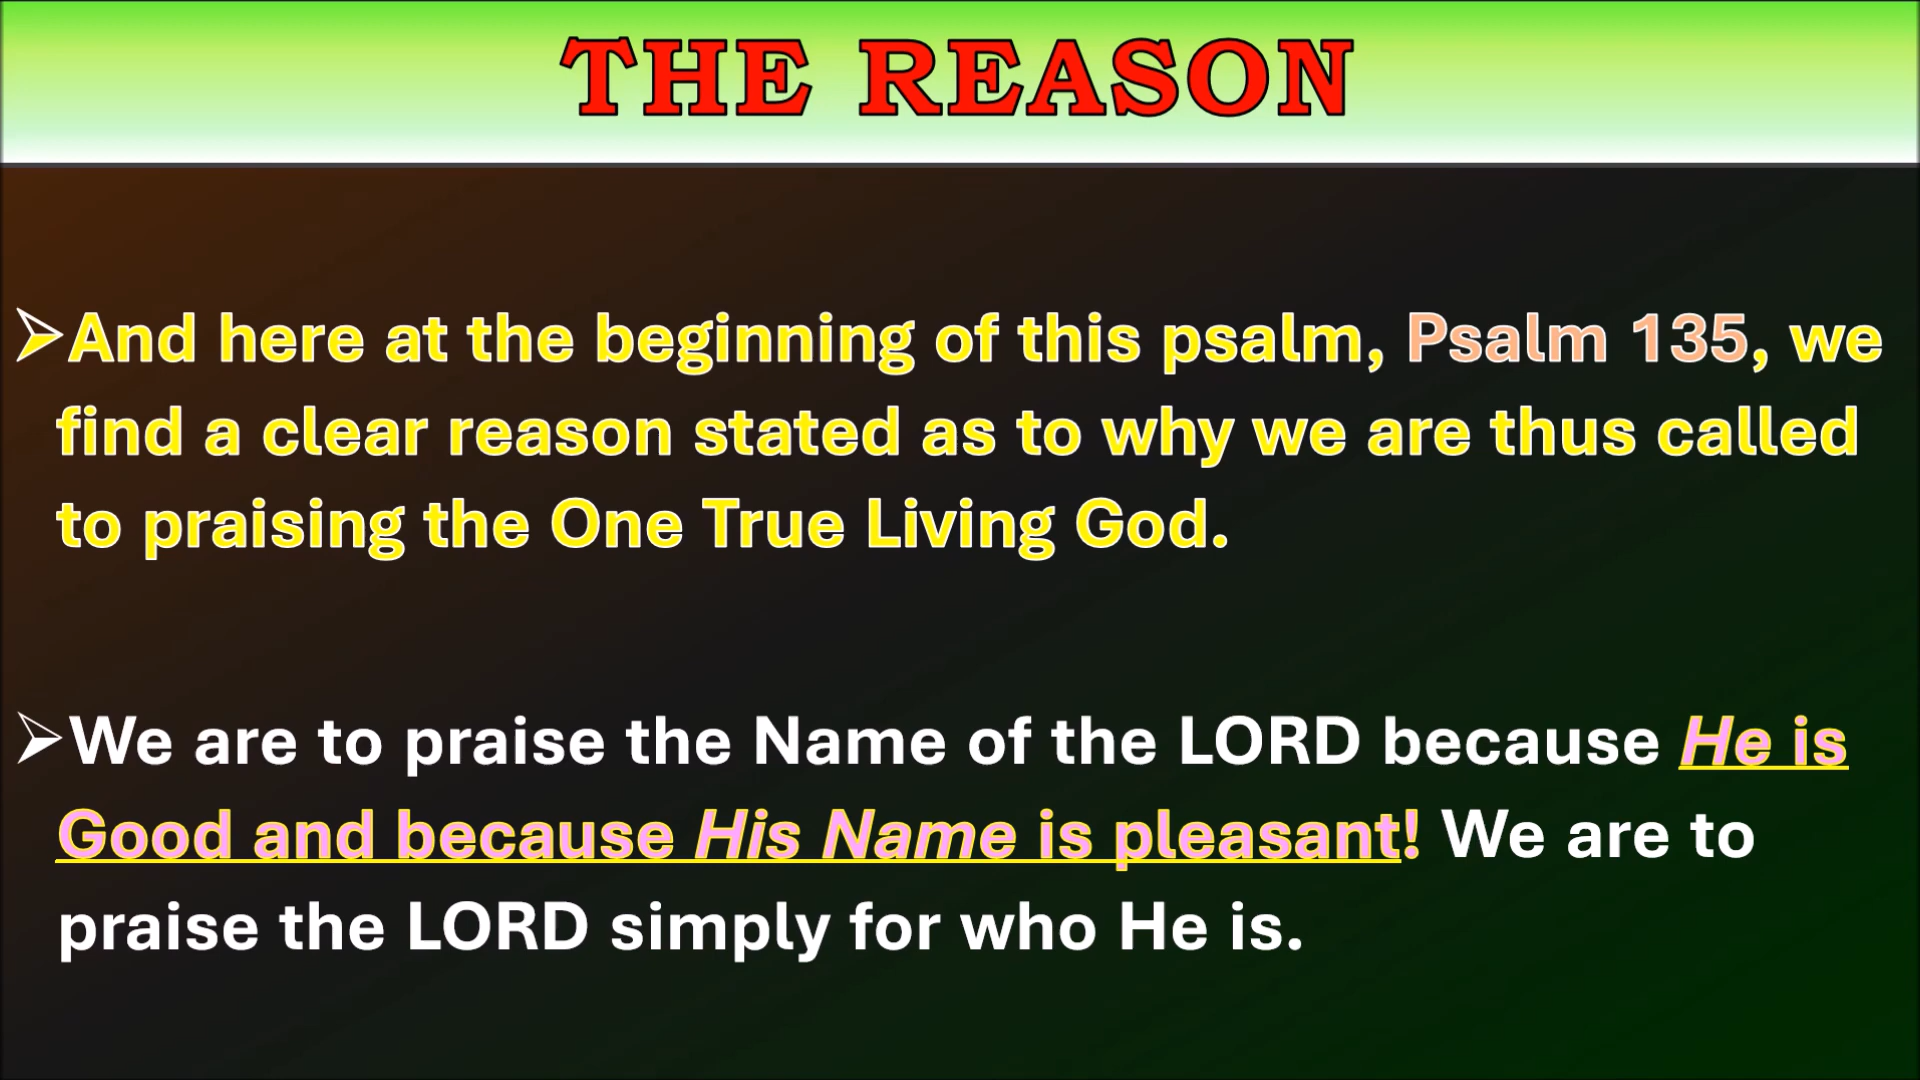 THE REASON
➢And here at the beginning of this psalm, Psalm 135, we
find a clear reason stated as to why we are thus called
to praising the One True Living God.
➢We are to praise the Name of the LORD because He is
Good and because His Name is pleasant! We are to
praise the LORD simply for who He is.